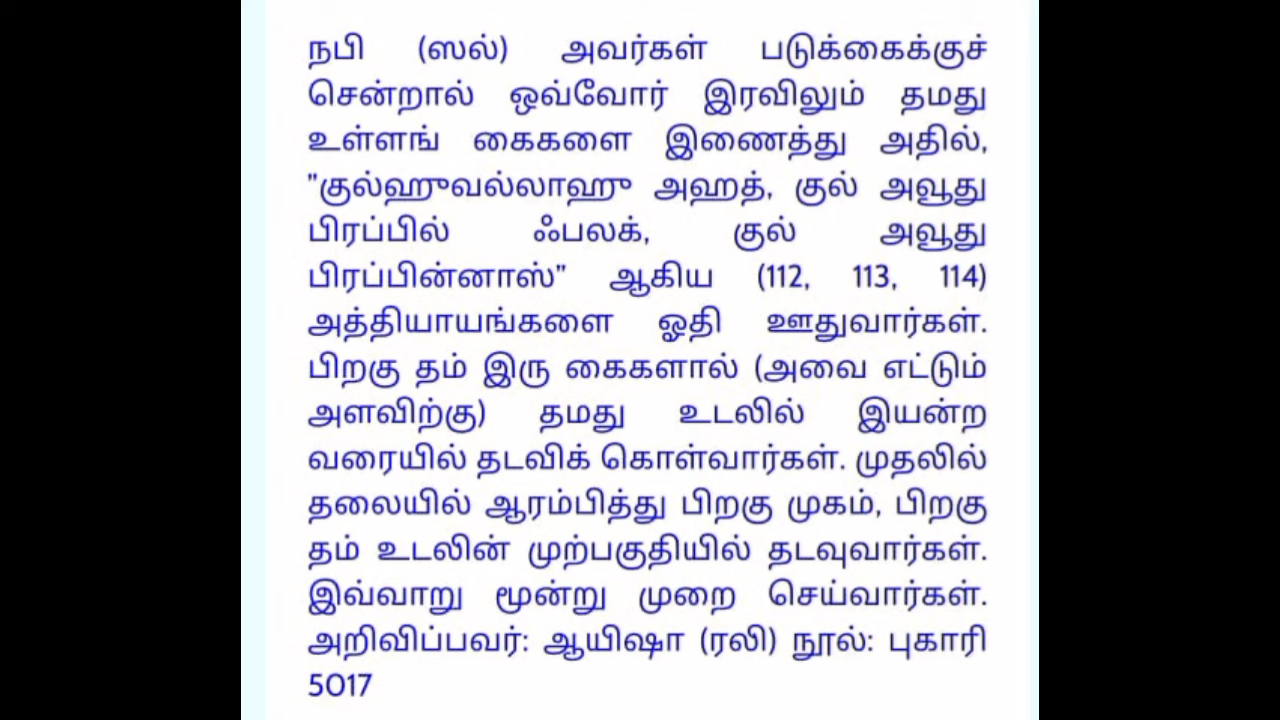 நபி (ஸல்) அவர்கள் படுக்கைக்குச்
சென்றால் ஒவ்வோர் இரவிலும் தமது
உள்ளங் கைகளை இணைத்து அதில்,
"குல்ஹுவல்லாஹு அஹத், குல் அவூது
பிரப்பில் ஃபலக், குல் அவூது
பிரப்பின்னாஸ்" ஆகிய (112, 113, 114)
அத்தியாயங்களை ஓதி ஊதுவார்கள்.
பிறகு தம் இரு கைகளால் (அவை எட்டும்
அளவிற்கு) தமது உடலில் இயன்ற
வரையில் தடவிக் கொள்வார்கள். முதலில்
தலையில் ஆரம்பித்து பிறகு முகம், பிறகு
தம் உடலின் முற்பகுதியில் தடவுவார்கள்.
இவ்வாறு மூன்று முறை செய்வார்கள்.
அறிவிப்பவர்: ஆயிஷா (ரலி) நூல்: புகாரி
5017